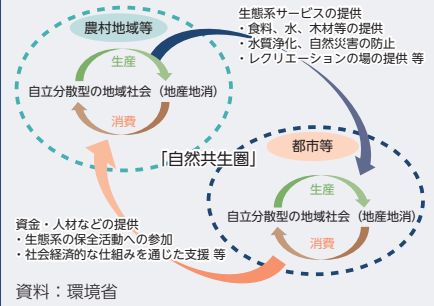 農村地域等
生産
自立分散型の地域社会（地産地消）
消費
生態系サービスの提供
・食料、水、木材等の提供
・水質浄化、自然災害の防止
・レクリエーションの場の提供 等
「自然共生圏」
都市等
生産
自立分散型の地域社会（地産地消）
消費
資金・人材などの提供
・生態系の保全活動への参加
・社会経済的な仕組みを通じた支援 等
資料：環境省